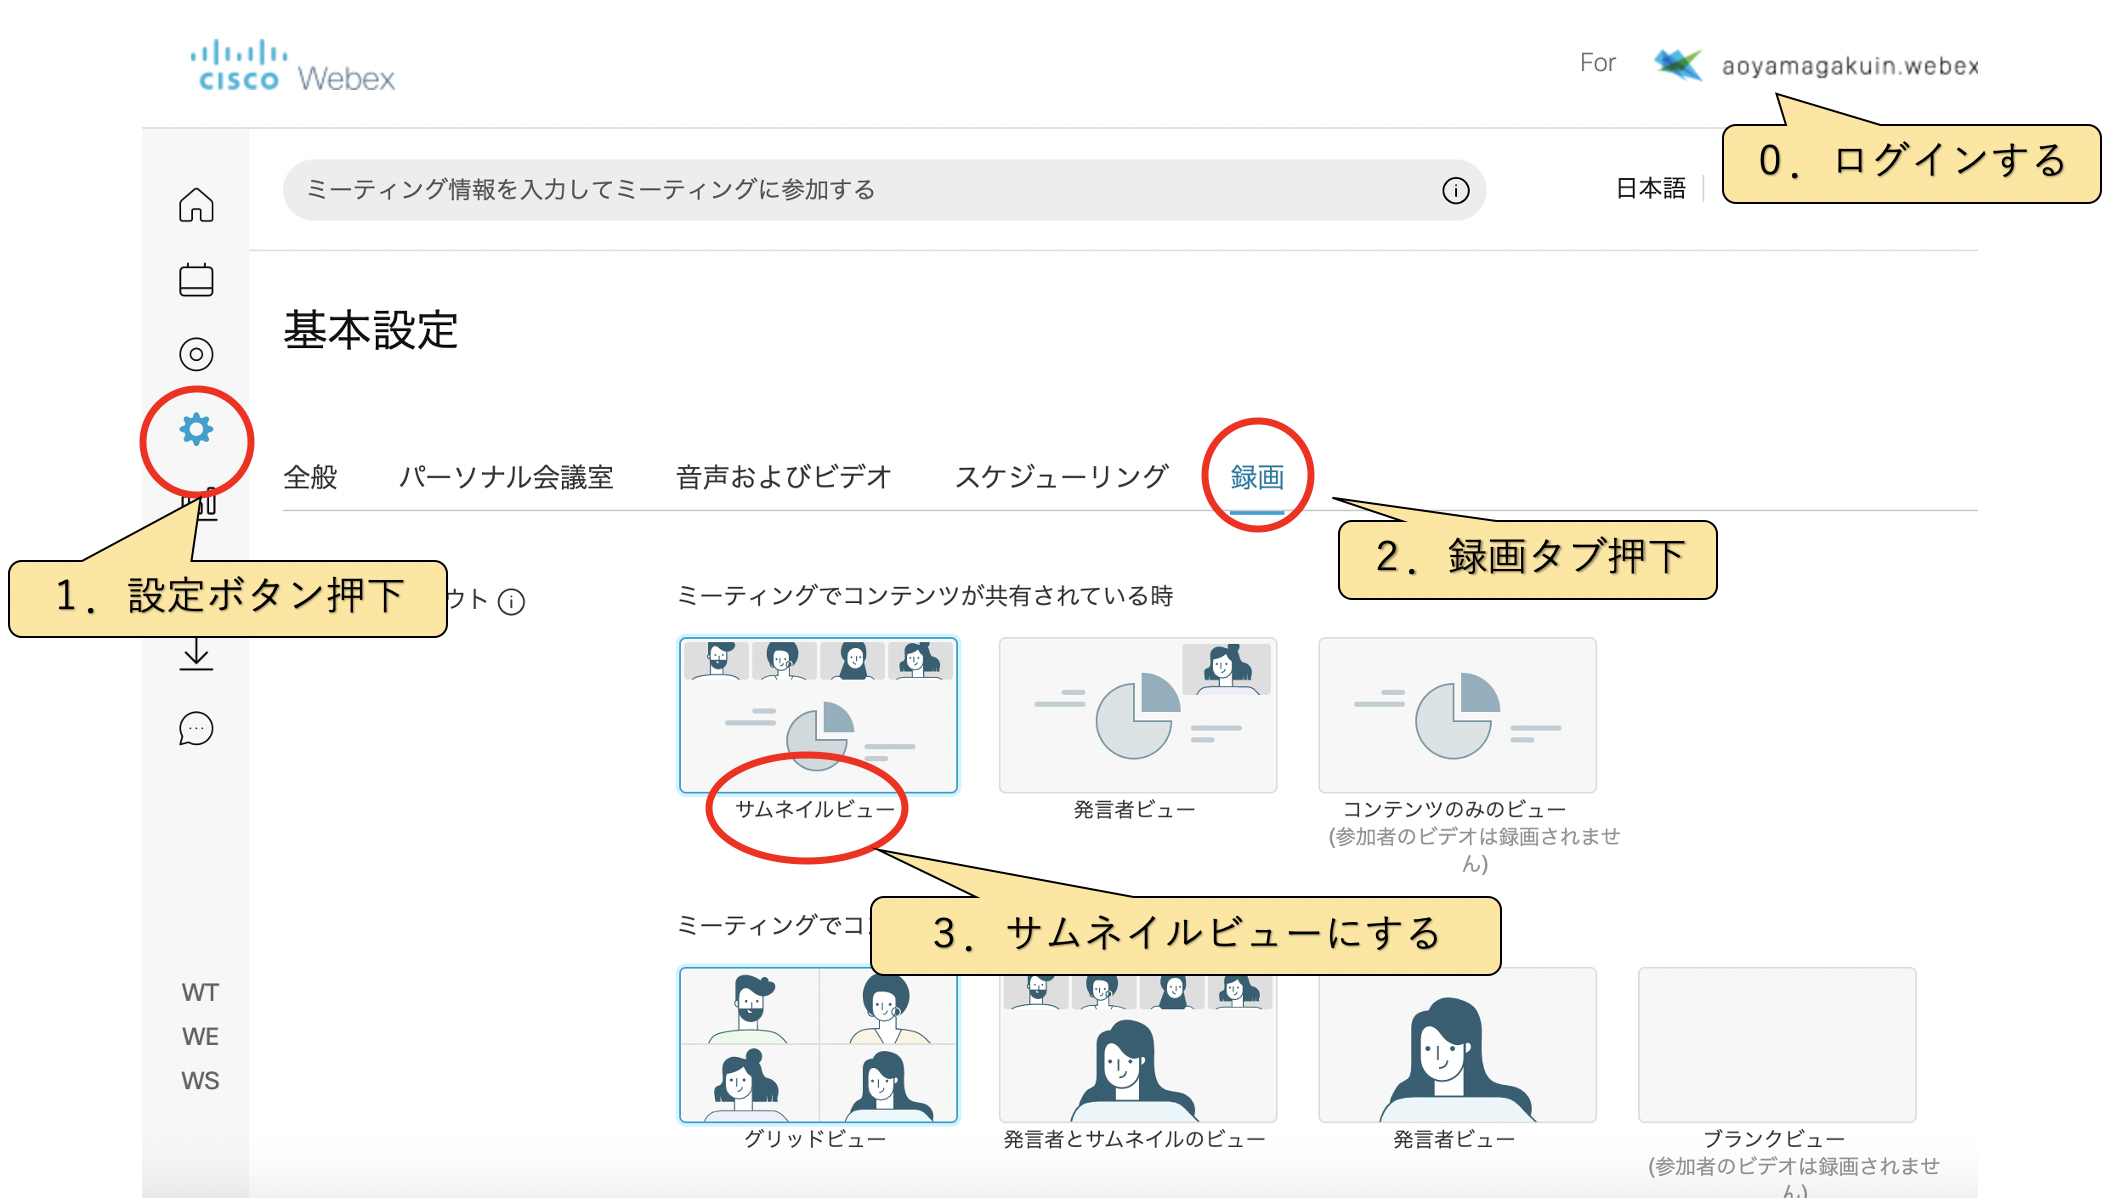 cisco Webex
For aoyamagakuin.webex
0．ログインする
ミーティング情報を入力してミーティングに参加する
日本語
基本設定
全般 パーソナル会議室 音声およびビデオ スケジューリング 録画
2．録画タブ押下
1．設定ボタン押下
ウト
ミーティングでコンテンツが共有されている時
サムネイルビュー 発言者ビュー コンテンツのみのビュー
(参加者のビデオは録画されませ
ん)
3．サムネイルビューにする
ミーティングでコ
WT
WE
WS
グリッドビュー 発言者とサムネイルのビュー 発言者ビュー ブランクビュー
(参加者のビデオは録画されませ
ん)